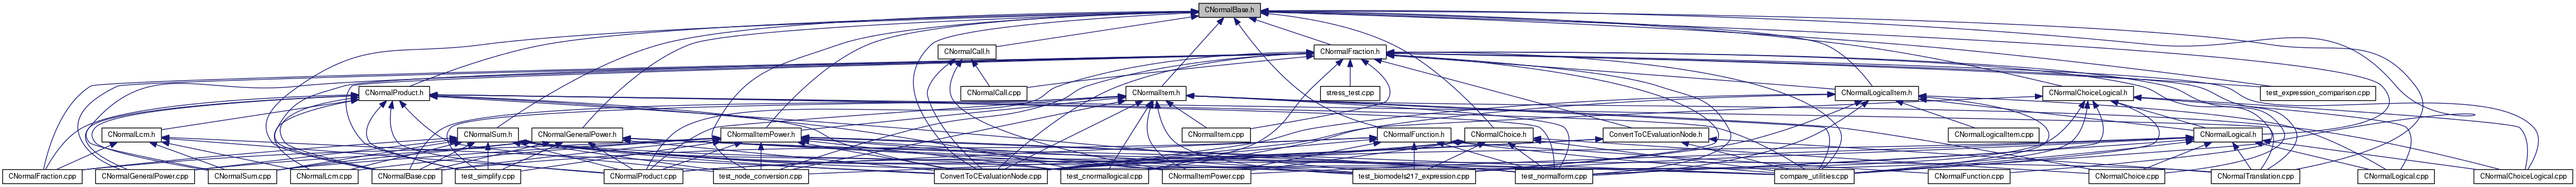 CNormalBase.h
CNormalCall.h
CNormalFraction.h
CNormalProduct.h
CNormalCall.cpp
stress_test.cpp
CNormalItem.h
CNormalLogicalItem.h
CNormalChoiceLogical.h
test_expression_comparison.cpp
CNormalLcm.h
CNormalSum.h
CNormalGeneralPower.h
CNormalItemPower.h
CNormalItem.cpp
CNormalFunction.h
CNormalChoice.h
ConvertToCEvaluationNode.h
CNormalLogicalItem.cpp
CNormalLogical.h
CNormalFraction.cpp
CNormalGeneralPower.cpp
CNormalSum.cpp
CNormalLcm.cpp
CNormalBase.cpp
test_simplify.cpp
CNormalProduct.cpp
test_node_conversion.cpp
ConvertToCEvaluationNode.cpp
test_cnormallogical.cpp
CNormalItemPower.cpp
test_biomodels217_expression.cpp
test_normalform.cpp
compare_utilities.cpp
CNormalFunction.cpp
CNormalChoice.cpp
CNormalTranslation.cpp
CNormalLogical.cpp
CNormalChoiceLogical.cpp